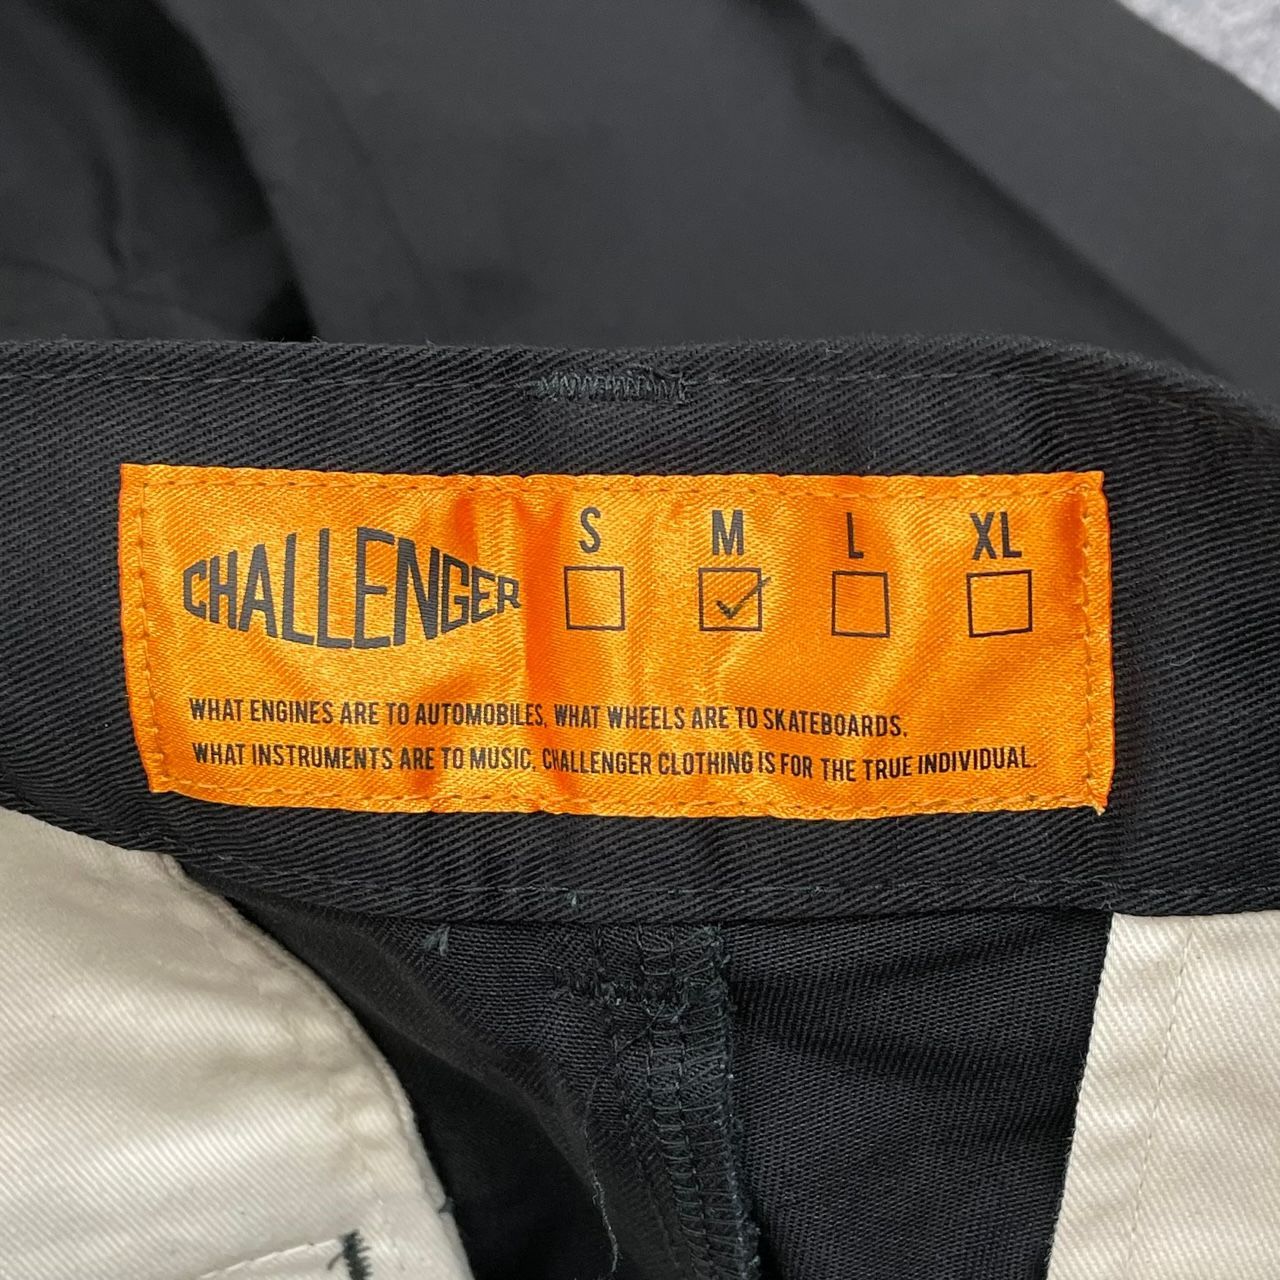 CHALLENGER
S M L XL
WHAT ENGINES ARE TO AUTOMOBILES, WHAT WHEELS ARE TO SKATEBOARDS,
WHAT INSTRUMENTS ARE TO MUSIC, CHALLENGER CLOTHING IS FOR THE TRUE INDIVIDUAL.